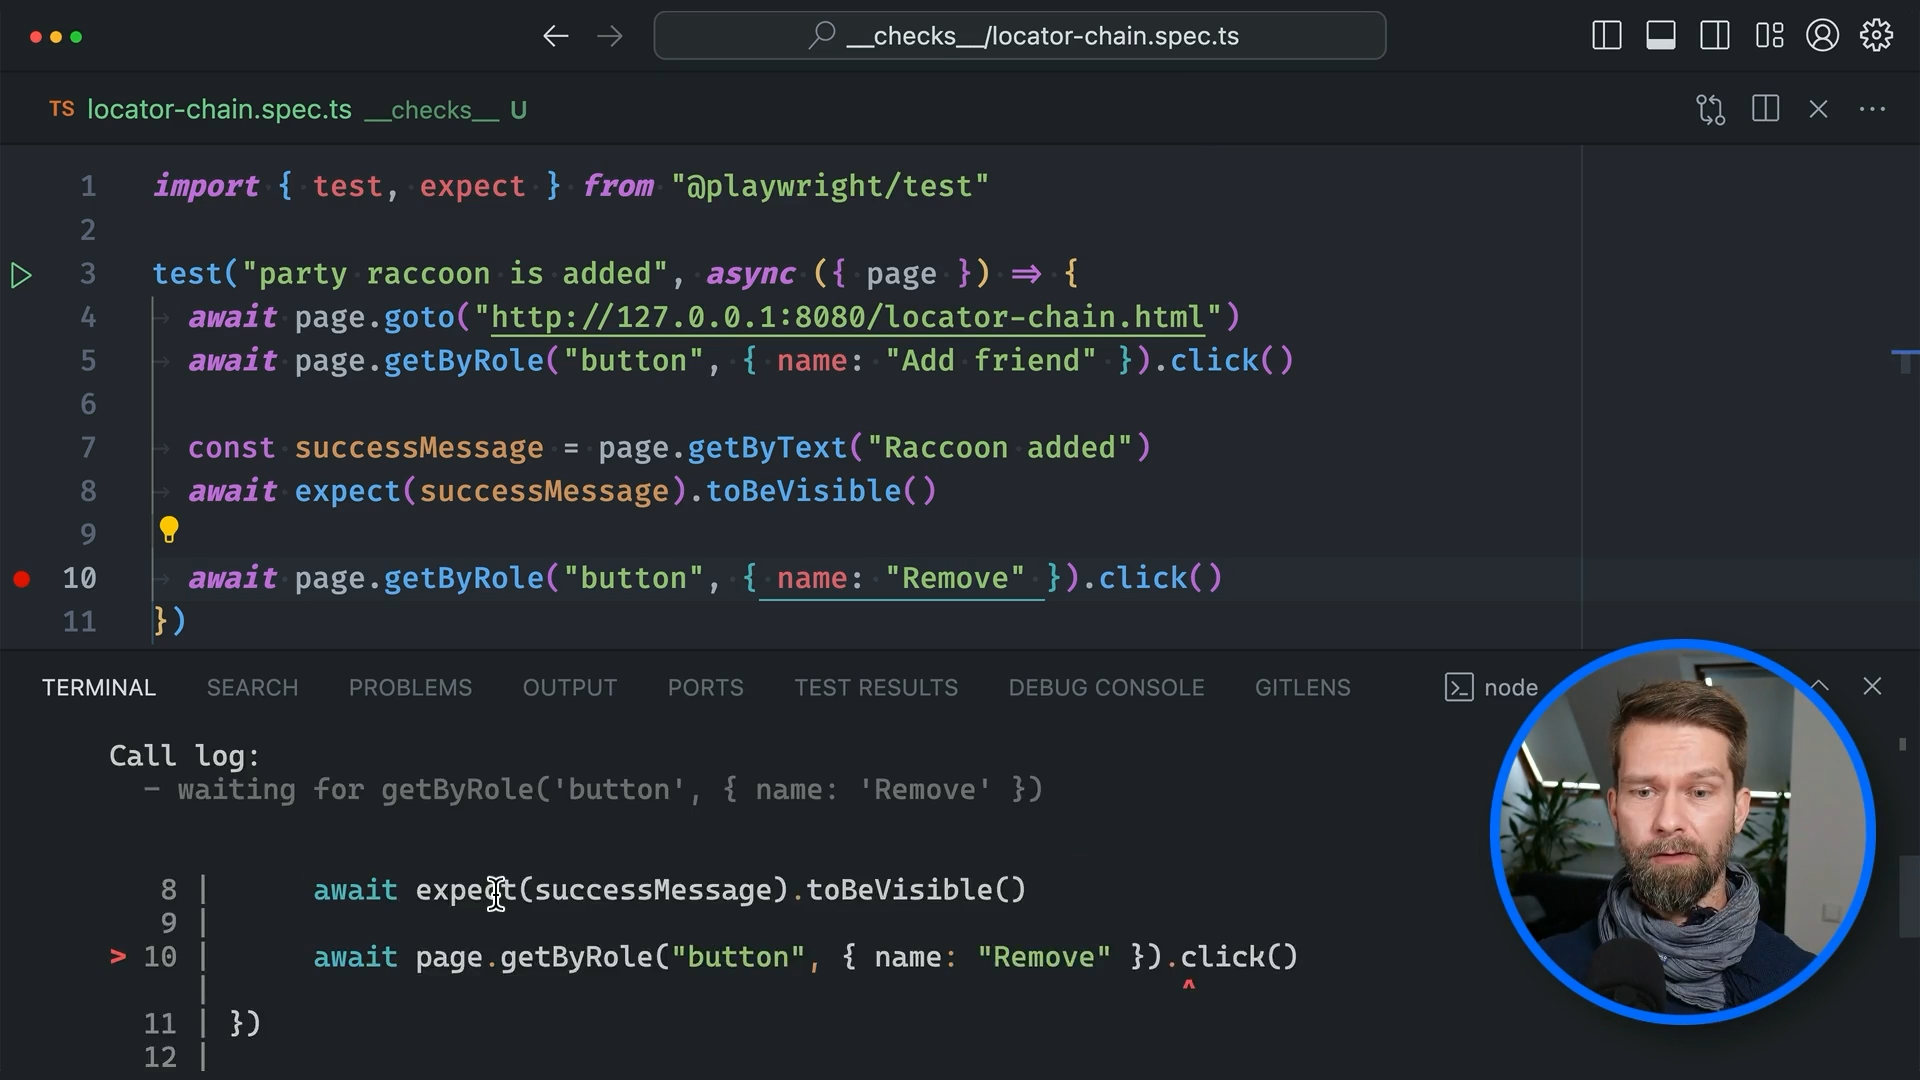 __checks__/locator-chain.spec.ts
TS locator-chain.spec.ts __checks__ U
1 import { test, expect } from "@playwright/test"
2
3 test("party raccoon is added", async ({ page }) => {
4 await page.goto("http://127.0.0.1:8080/locator-chain.html")
5 await page.getByRole("button", { name: "Add friend" }).click()
6
7 const successMessage = page.getByText("Raccoon added")
8 await expect(successMessage).toBeVisible()
9
10 await page.getByRole("button", { name: "Remove" }).click()
11 })
TERMINAL SEARCH PROBLEMS OUTPUT PORTS TEST RESULTS DEBUG CONSOLE GITLENS node
Call log:
– waiting for getByRole('button', { name: 'Remove' })
8 | await expect(successMessage).toBeVisible()
9 |
> 10 | await page.getByRole("button", { name: "Remove" }).click()
| ^
11 | })
12 |